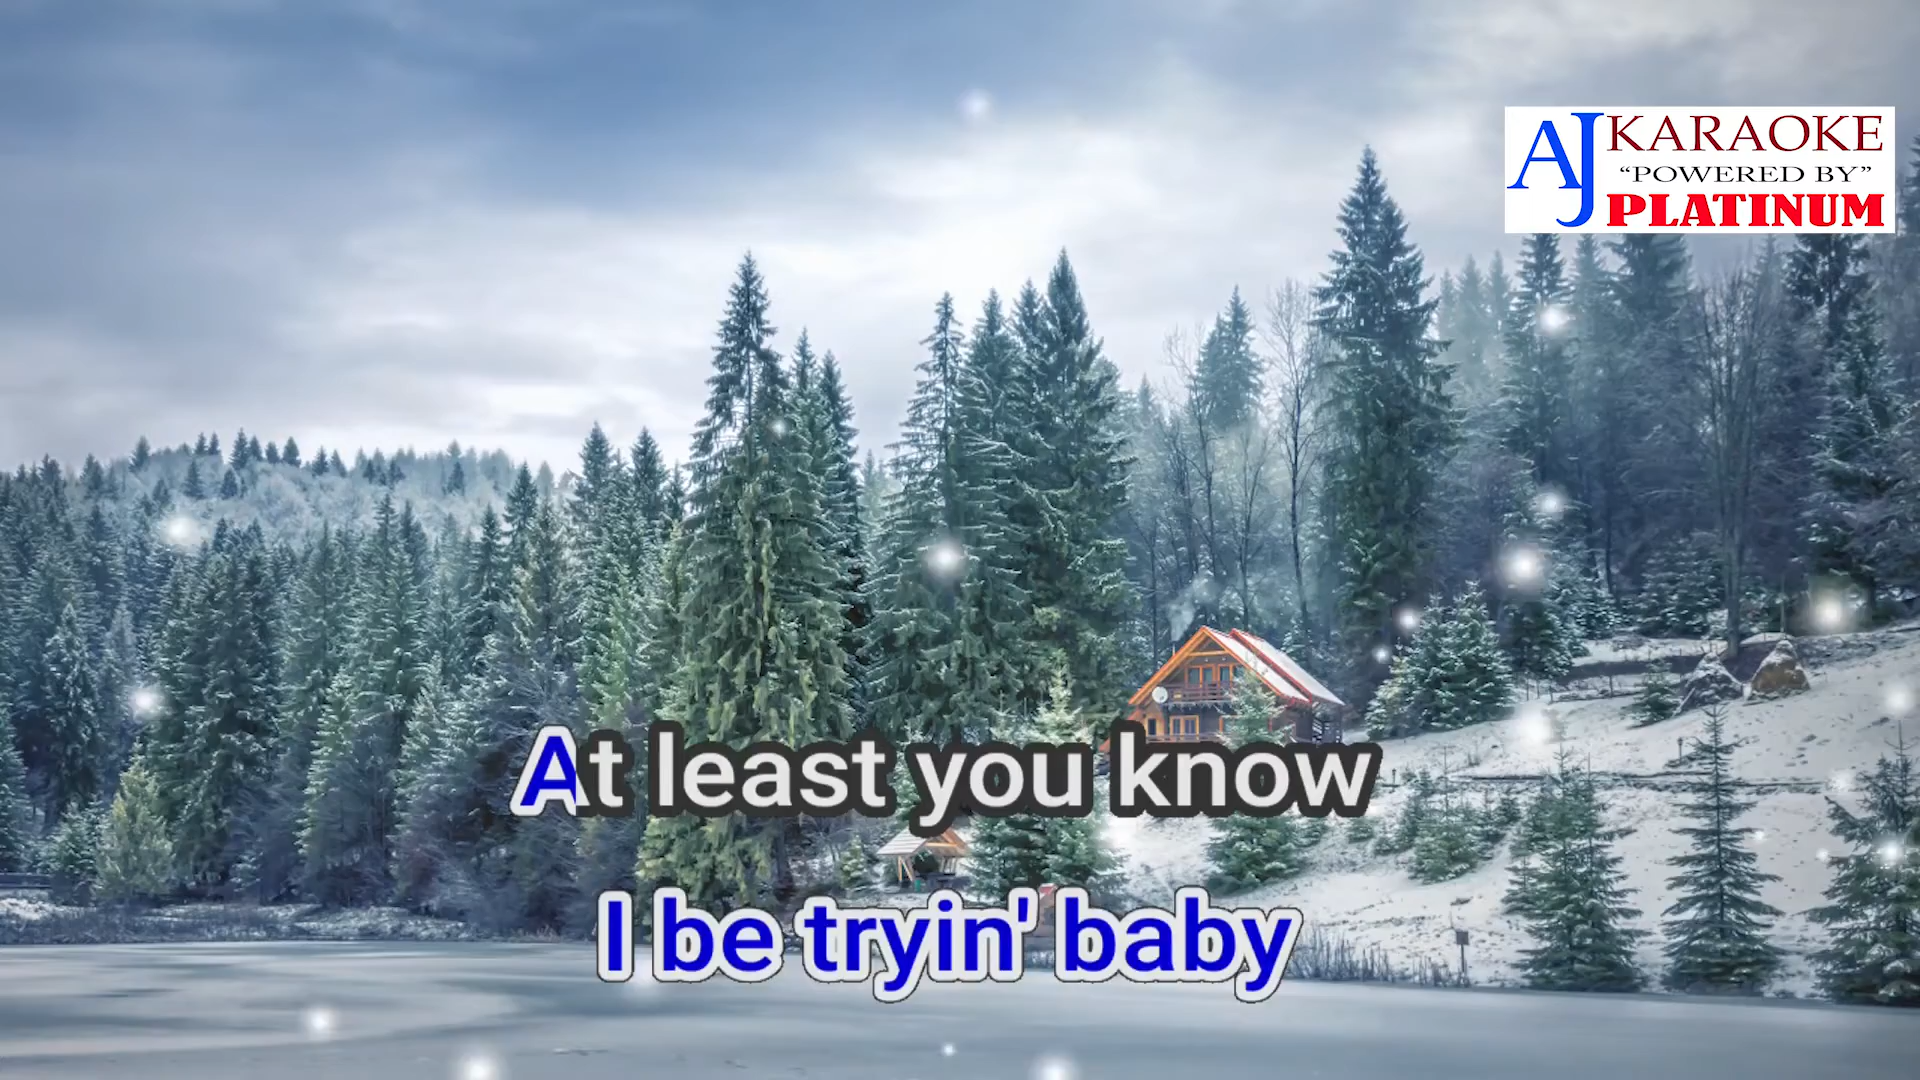 AJ KARAOKE
"POWERED BY"
PLATINUM
At least you know
I be tryin' baby